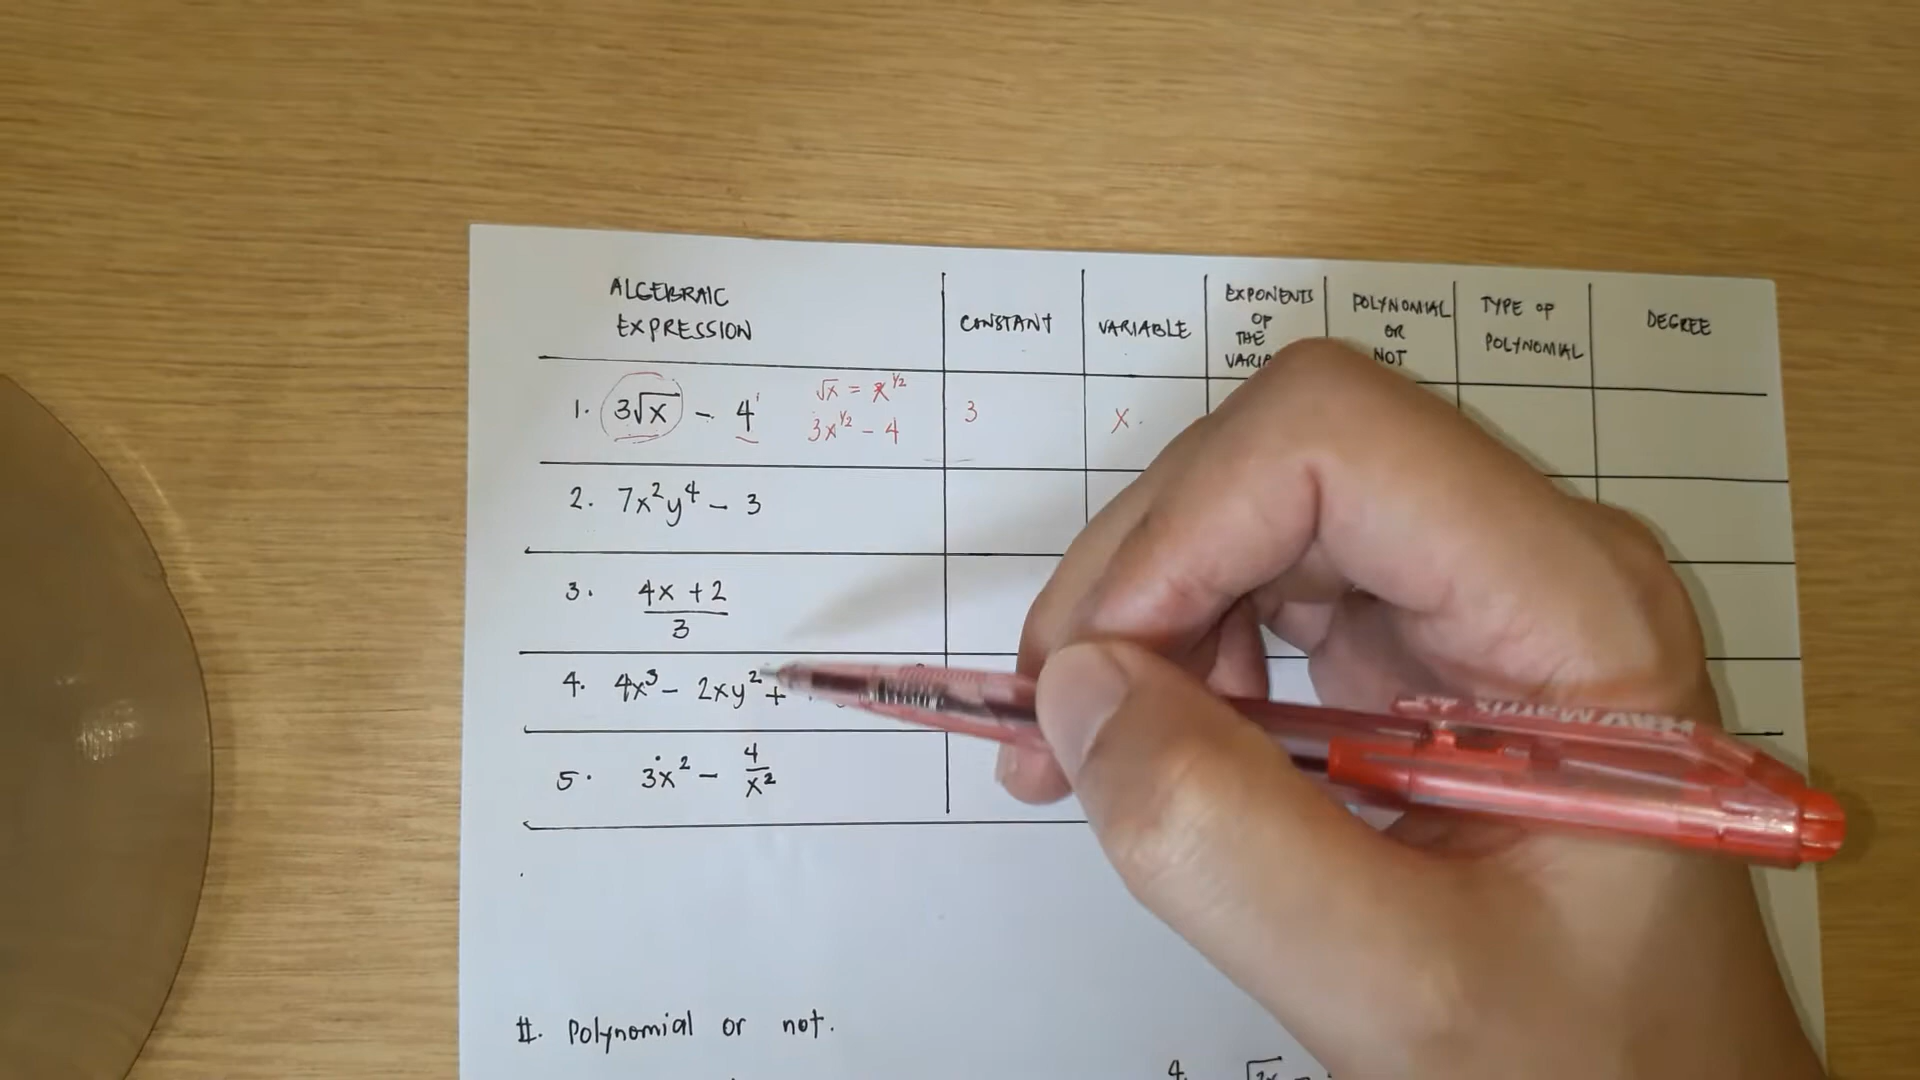 ALGEBRAIC
EXPRESSION
CONSTANT
VARIABLE
EXPONENTS
OF
THE
POLYNOMIAL
OR
NOT
TYPE OF
POLYNOMIAL
DEGREE
1. 3√x - 4
√x = x^1/2
3x^1/2 - 4
3
x
2. 7x²y⁴ - 3
3. 4x + 2
3
4. 4x³ - 2xy² +
5. 3x² - 4
x²
II. Polynomial or not.
4.